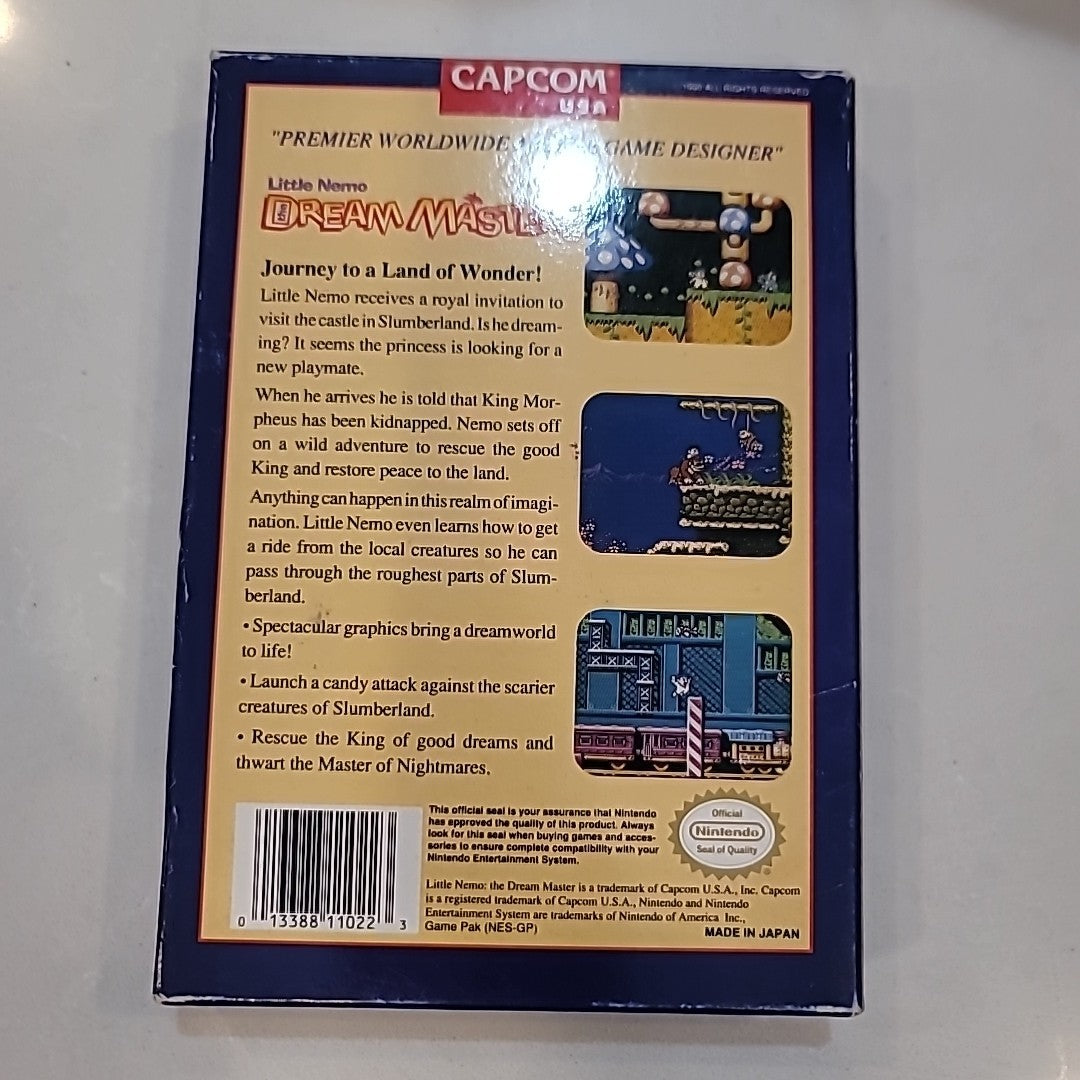 CAPCOM
USA
ALL RIGHTS RESERVED
"PREMIER WORLDWIDE GAME DESIGNER"
Little Nemo
the DREAM MASTE
Journey to a Land of Wonder!
Little Nemo receives a royal invitation to
visit the castle in Slumberland. Is he dream-
ing? It seems the princess is looking for a
new playmate.
When he arrives he is told that King Mor-
pheus has been kidnapped. Nemo sets off
on a wild adventure to rescue the good
King and restore peace to the land.
Anything can happen in this realm of imagi-
nation. Little Nemo even learns how to get
a ride from the local creatures so he can
pass through the roughest parts of Slum-
berland.
• Spectacular graphics bring a dreamworld
to life!
• Launch a candy attack against the scarier
creatures of Slumberland.
• Rescue the King of good dreams and
thwart the Master of Nightmares.
This official seal is your assurance that Nintendo
has approved the quality of this product. Always
look for this seal when buying games and acces-
sories to ensure complete compatibility with your
Nintendo Entertainment System.
Official
Nintendo
Seal of Quality
Little Nemo: the Dream Master is a trademark of Capcom U.S.A., Inc. Capcom
is a registered trademark of Capcom U.S.A., Nintendo and Nintendo
Entertainment System are trademarks of Nintendo of America Inc.,
Game Pak (NES-GP)
MADE IN JAPAN
0 13388 11022 3